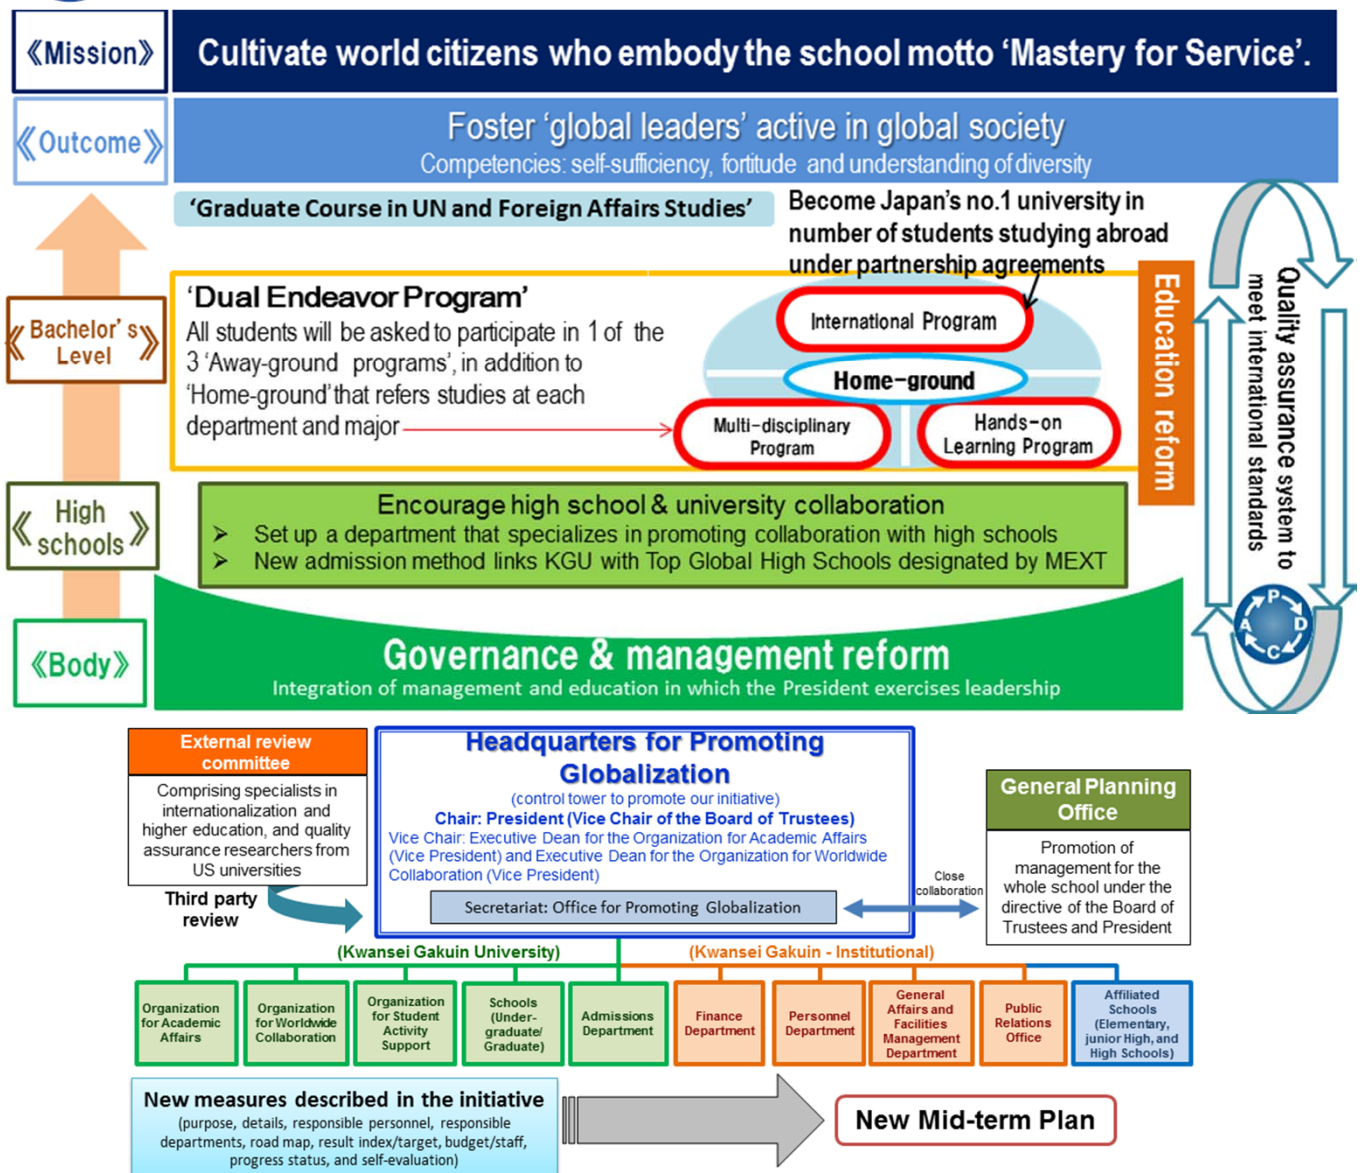 《Mission》
Cultivate world citizens who embody the school motto ‘Mastery for Service’.
《Outcome》
Foster ‘global leaders’ active in global society
Competencies: self-sufficiency, fortitude and understanding of diversity
‘Graduate Course in UN and Foreign Affairs Studies’
Become Japan’s no.1 university in
number of students studying abroad
under partnership agreements
《Bachelor’s
Level》
‘Dual Endeavor Program’
All students will be asked to participate in 1 of the
3 ‘Away-ground programs’, in addition to
‘Home-ground’ that refers studies at each
department and major
International Program
Home-ground
Multi-disciplinary
Program
Hands-on
Learning Program
Education reform
Quality assurance system to
meet international standards
《High
schools》
Encourage high school & university collaboration
➢ Set up a department that specializes in promoting collaboration with high schools
➢ New admission method links KGU with Top Global High Schools designated by MEXT
P
D
C
A
《Body》
Governance & management reform
Integration of management and education in which the President exercises leadership
External review
committee
Comprising specialists in
internationalization and
higher education, and quality
assurance researchers from
US universities
Third party
review
Headquarters for Promoting
Globalization
(control tower to promote our initiative)
Chair: President (Vice Chair of the Board of Trustees)
Vice Chair: Executive Dean for the Organization for Academic Affairs
(Vice President) and Executive Dean for the Organization for Worldwide
Collaboration (Vice President)
Secretariat: Office for Promoting Globalization
Close
collaboration
General Planning
Office
Promotion of
management for the
whole school under the
directive of the Board of
Trustees and President
(Kwansei Gakuin University)
(Kwansei Gakuin - Institutional)
Organization
for Academic
Affairs
Organization
for Worldwide
Collaboration
Organization
for Student
Activity
Support
Schools
(Under-
graduate/
Graduate)
Admissions
Department
Finance
Department
Personnel
Department
General
Affairs and
Facilities
Management
Department
Public
Relations
Office
Affiliated
Schools
(Elementary,
junior High, and
High Schools)
New measures described in the initiative
(purpose, details, responsible personnel, responsible
departments, road map, result index/target, budget/staff,
progress status, and self-evaluation)
New Mid-term Plan